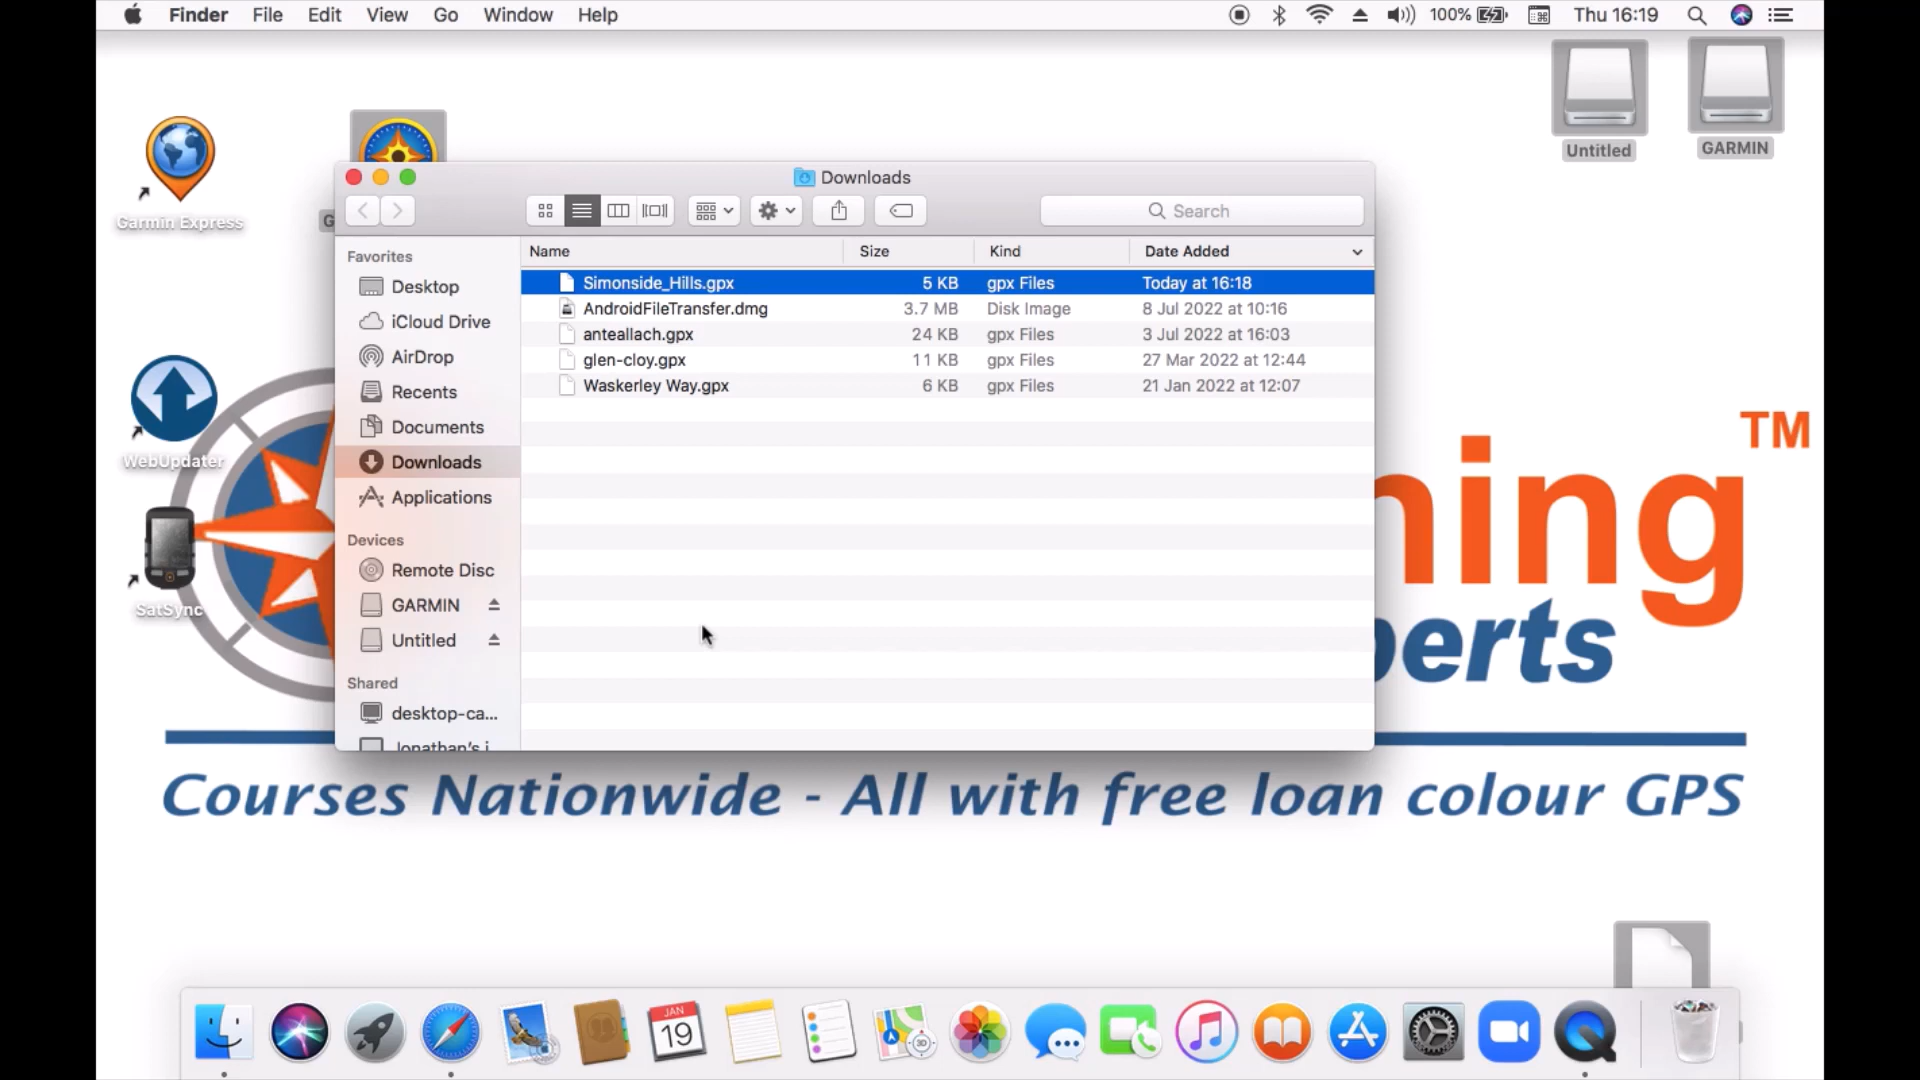 Finder File Edit View Go Window Help 100% Thu 16:19
Untitled GARMIN
Garmin Express
WebUpdater
SatSync
G
Downloads
Search
Favorites
Desktop
iCloud Drive
AirDrop
Recents
Documents
Downloads
Applications
Devices
Remote Disc
GARMIN
Untitled
Shared
desktop-ca...
Jonathan's i
Name Size Kind Date Added
Simonside_Hills.gpx 5 KB gpx Files Today at 16:18
AndroidFileTransfer.dmg 3.7 MB Disk Image 8 Jul 2022 at 10:16
anteallach.gpx 24 KB gpx Files 3 Jul 2022 at 16:03
glen-cloy.gpx 11 KB gpx Files 27 Mar 2022 at 12:44
Waskerley Way.gpx 6 KB gpx Files 21 Jan 2022 at 12:07
ning TM
perts
Courses Nationwide - All with free loan colour GPS
JAN
19
3D